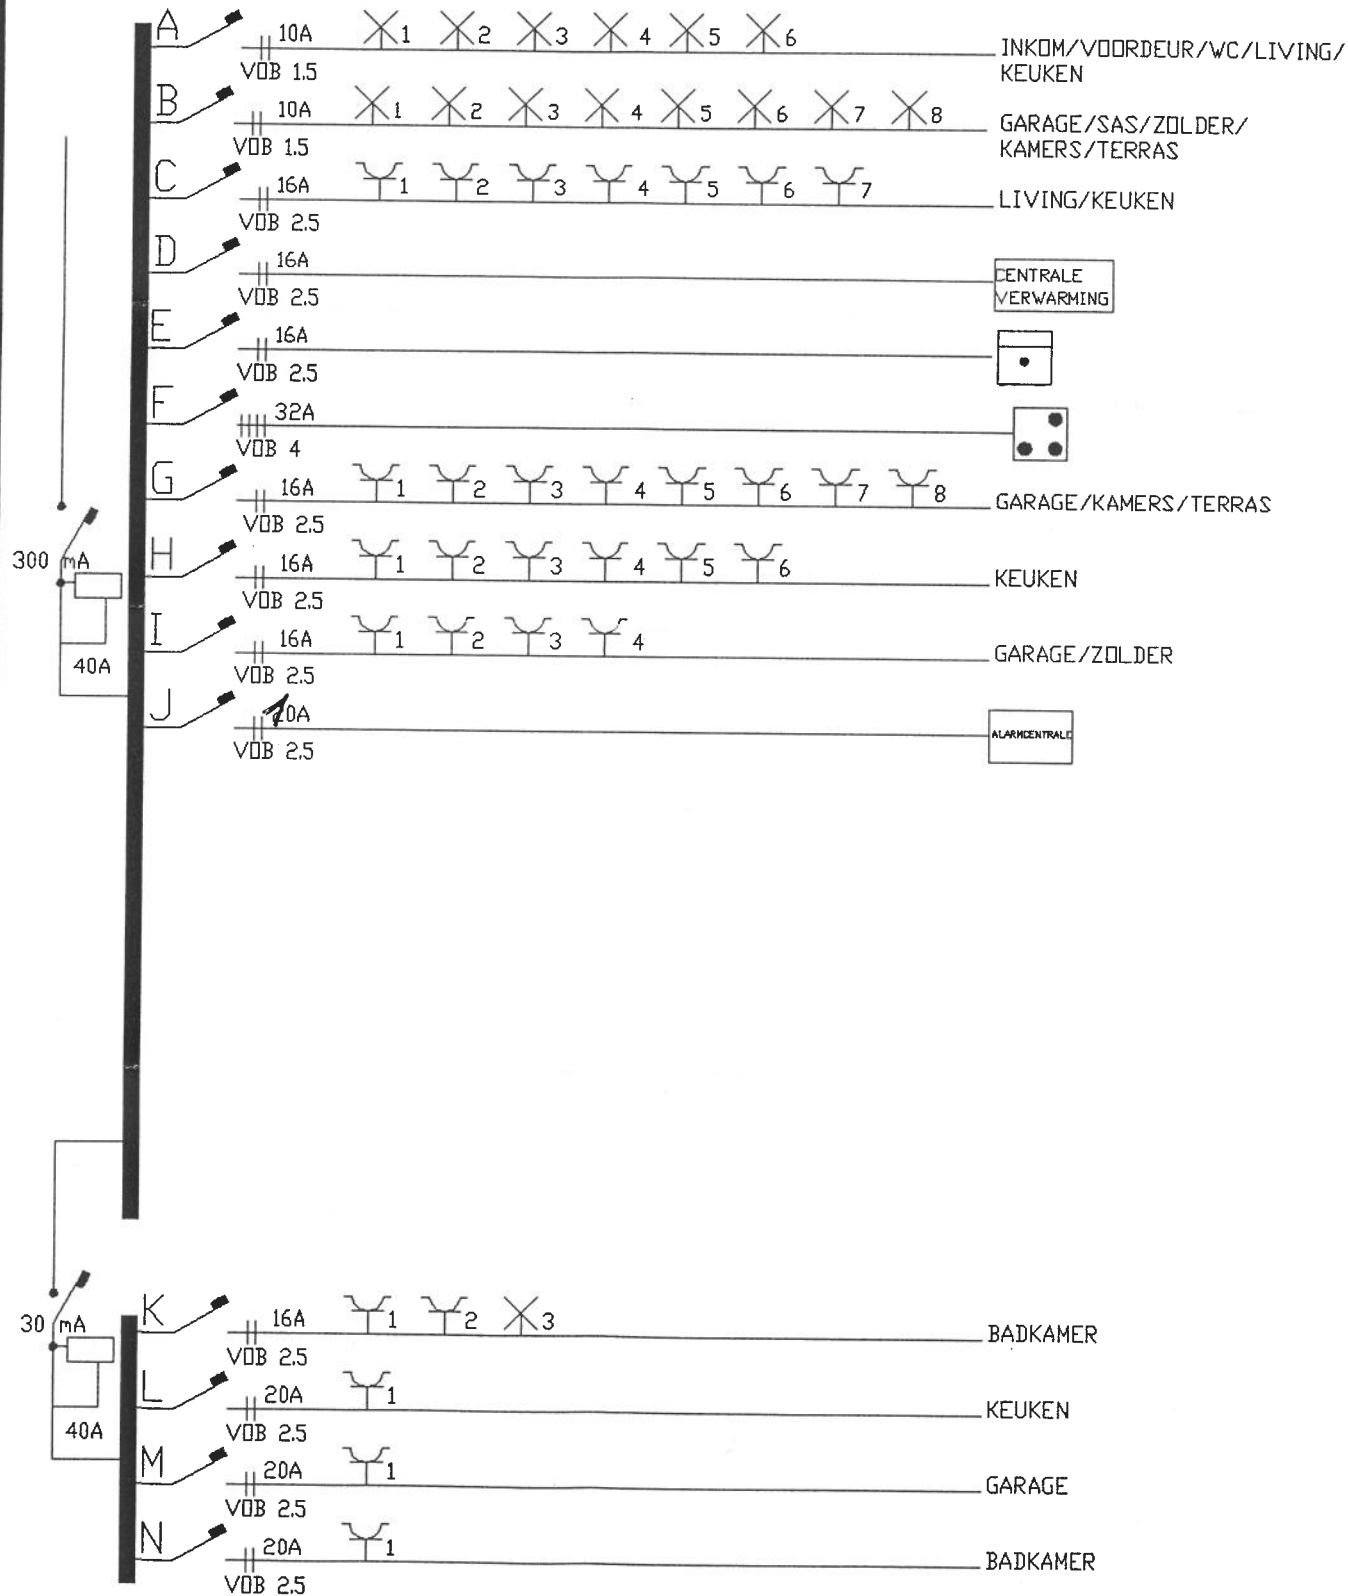 A
10A
1 2 3 4 5 6
VOB 1.5
INKOM/VOORDEUR/WC/LIVING/
KEUKEN
B
10A
1 2 3 4 5 6 7 8
VOB 1.5
GARAGE/SAS/ZOLDER/
KAMERS/TERRAS
C
16A
1 2 3 4 5 6 7
VOB 2.5
LIVING/KEUKEN
D
16A
VOB 2.5
CENTRALE
VERWARMING
E
16A
VOB 2.5
F
32A
VOB 4
G
16A
1 2 3 4 5 6 7 8
VOB 2.5
GARAGE/KAMERS/TERRAS
300 mA
40A
H
16A
1 2 3 4 5 6
VOB 2.5
KEUKEN
I
16A
1 2 3 4
VOB 2.5
GARAGE/ZOLDER
J
10A
VOB 2.5
ALARMCENTRALE
30 mA
40A
K
16A
1 2 3
VOB 2.5
BADKAMER
L
20A
1
VOB 2.5
KEUKEN
M
20A
1
VOB 2.5
GARAGE
N
20A
1
VOB 2.5
BADKAMER